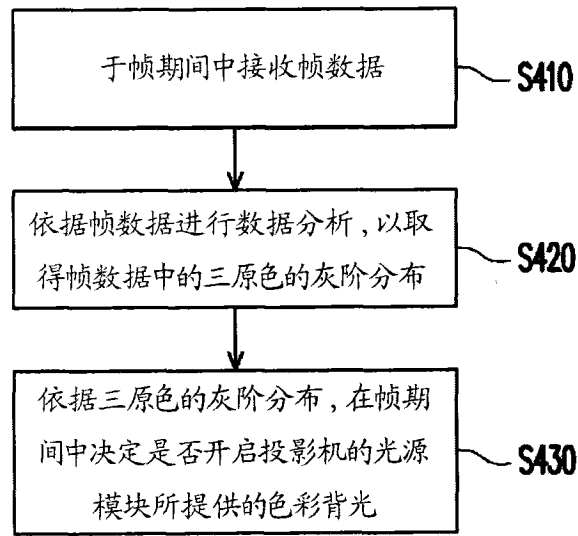 于帧期间中接收帧数据
S410
依据帧数据进行数据分析,以取
得帧数据中的三原色的灰阶分布
S420
依据三原色的灰阶分布,在帧期
间中决定是否开启投影机的光源
模块所提供的色彩背光
S430